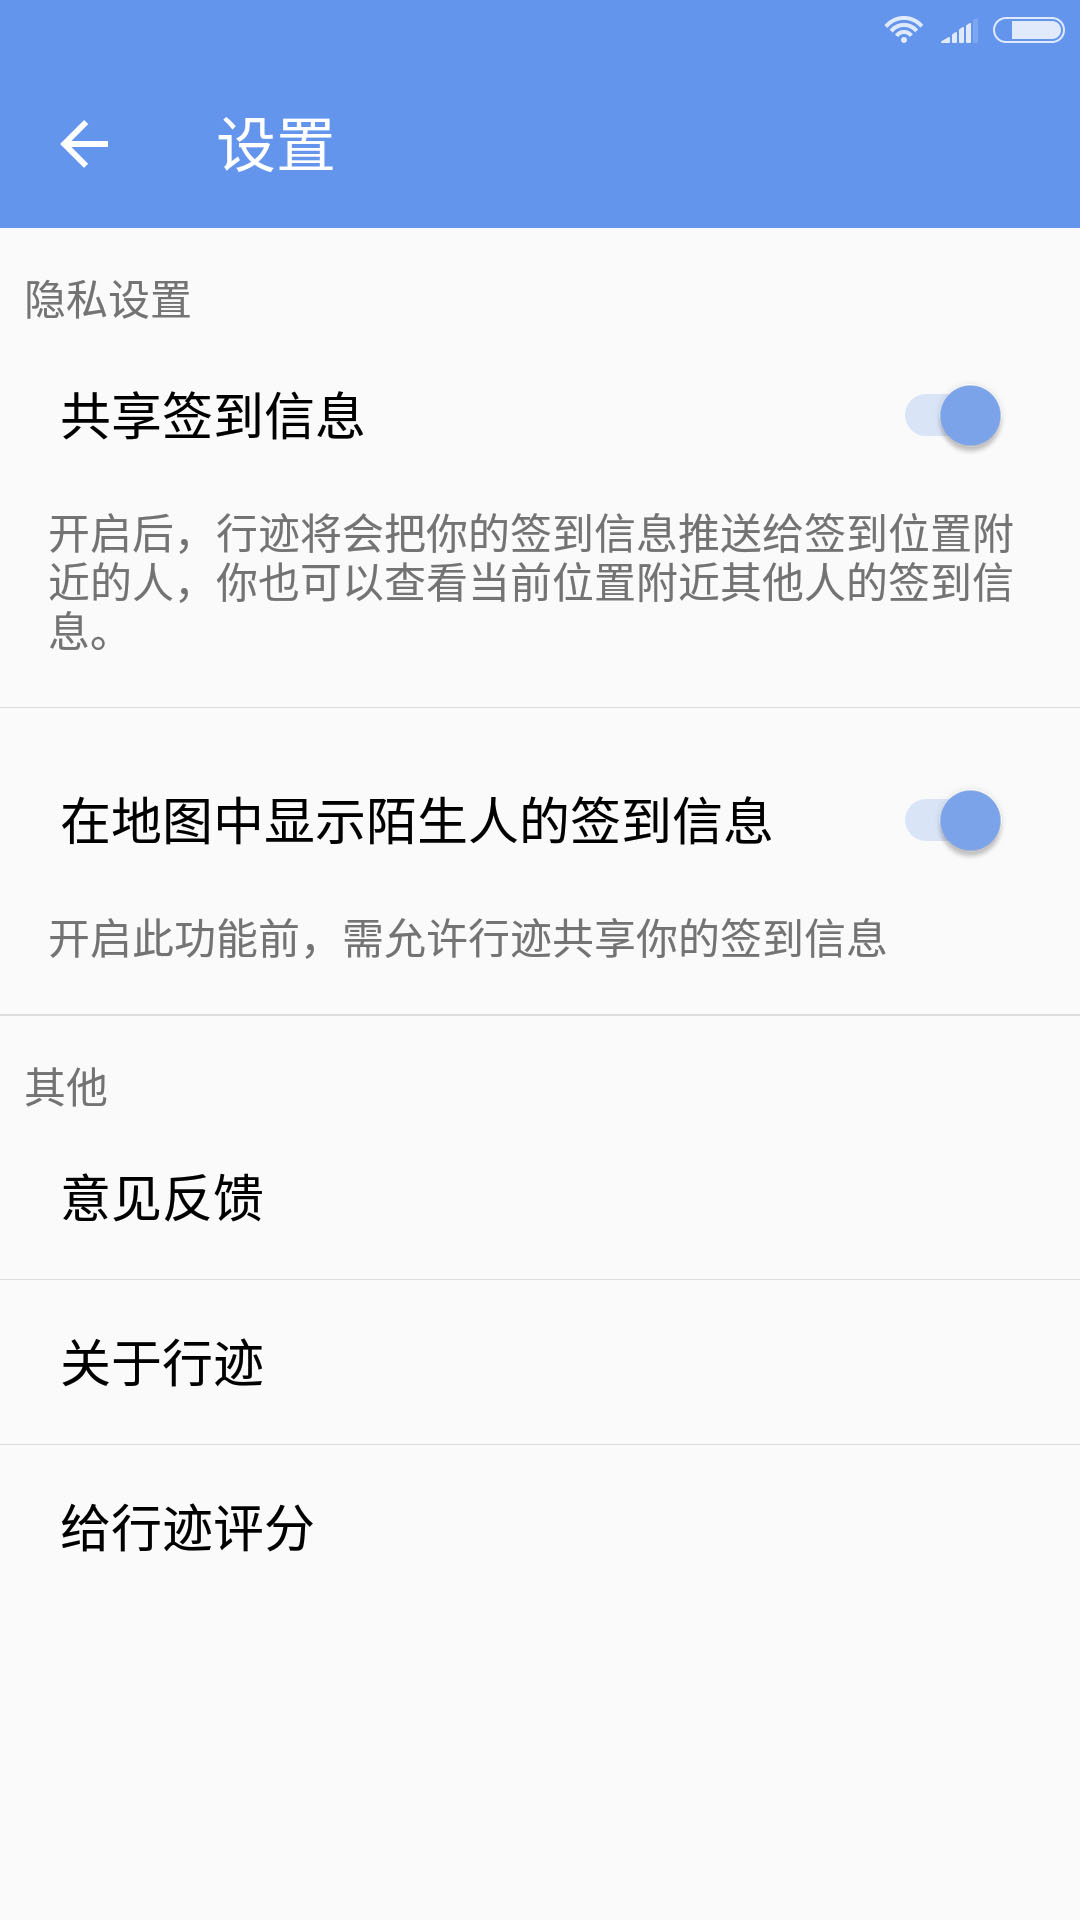 设置
隐私设置
共享签到信息
开启后，行迹将会把你的签到信息推送给签到位置附
近的人，你也可以查看当前位置附近其他人的签到信
息。
在地图中显示陌生人的签到信息
开启此功能前，需允许行迹共享你的签到信息
其他
意见反馈
关于行迹
给行迹评分